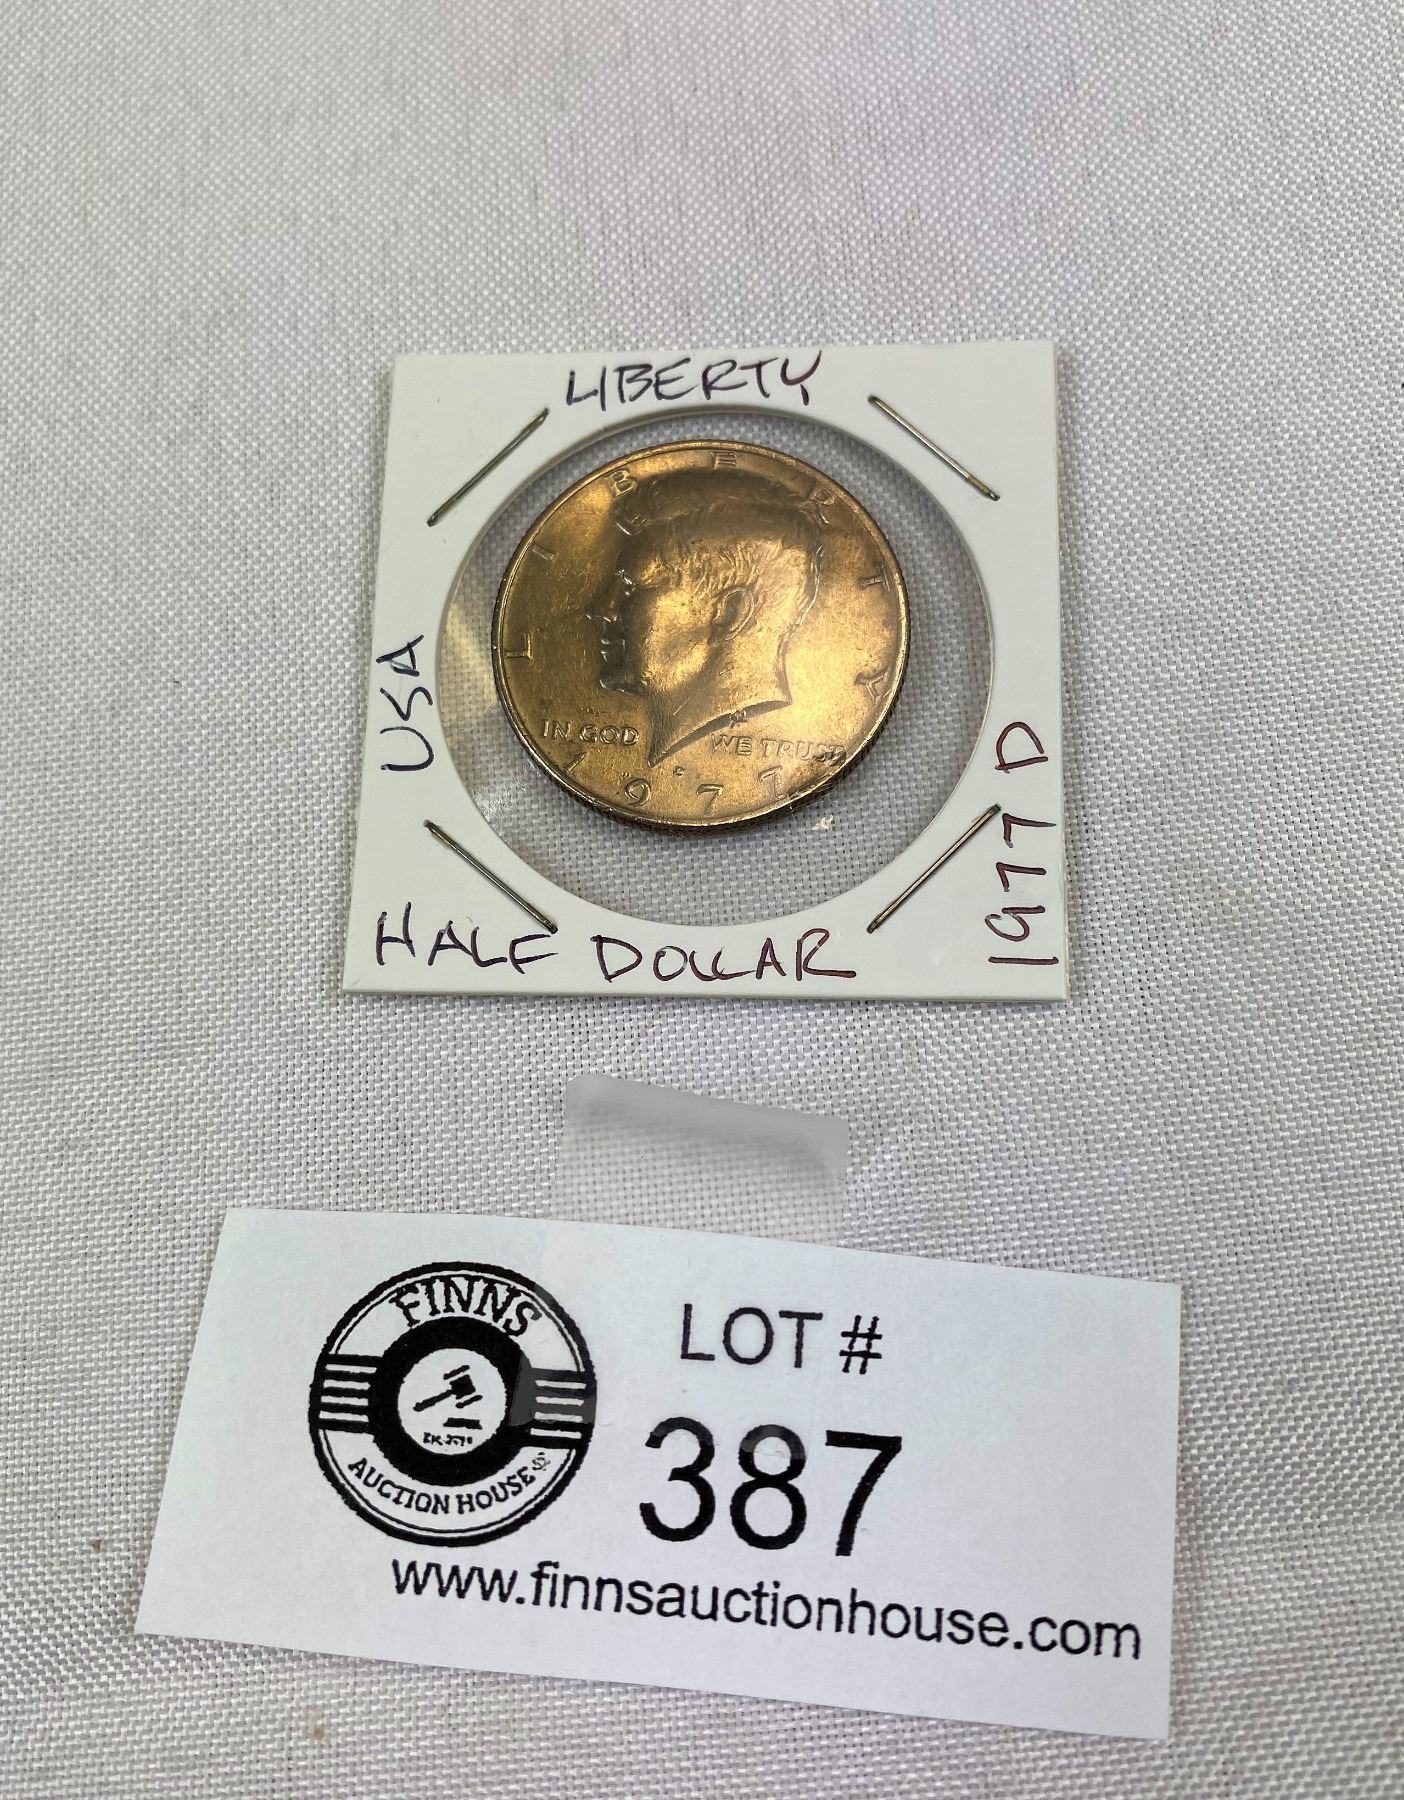 LIBERTY
USA
LIBERTY
IN GOD WE TRUST
1977
1977 D
HALF DOLLAR
FINNS
AUCTION HOUSE
LOT #
387
www.finnsauctionhouse.com